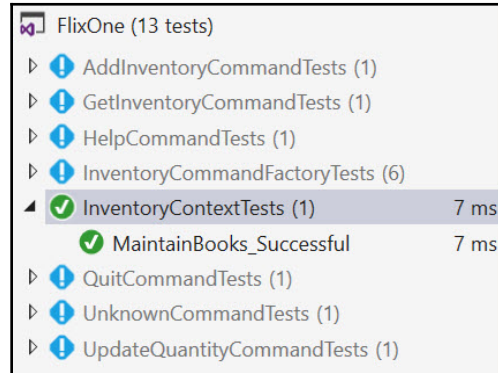 FlixOne (13 tests)
AddInventoryCommandTests (1)
GetInventoryCommandTests (1)
HelpCommandTests (1)
InventoryCommandFactoryTests (6)
InventoryContextTests (1) 7 ms
MaintainBooks_Successful 7 ms
QuitCommandTests (1)
UnknownCommandTests (1)
UpdateQuantityCommandTests (1)